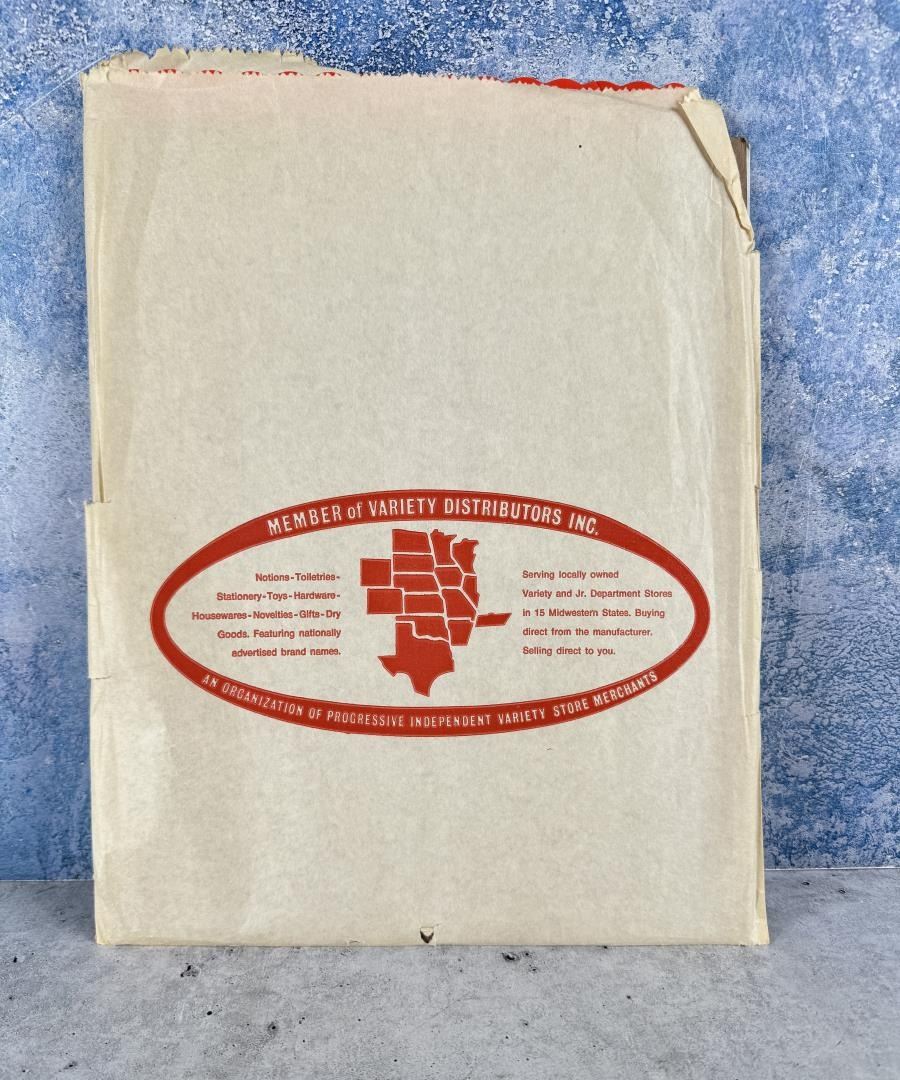 MEMBER of VARIETY DISTRIBUTORS INC.
Notions-Toiletries-
Stationery-Toys-Hardware-
Housewares-Novelties-Gifts-Dry
Goods. Featuring nationally
advertised brand names.
Serving locally owned
Variety and Jr. Department Stores
in 15 Midwestern States. Buying
direct from the manufacturer.
Selling direct to you.
AN ORGANIZATION OF PROGRESSIVE INDEPENDENT VARIETY STORE MERCHANTS